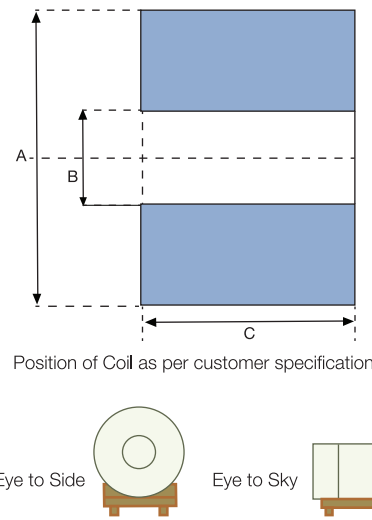 A
B
C
Position of Coil as per customer specification
Eye to Side
Eye to Sky